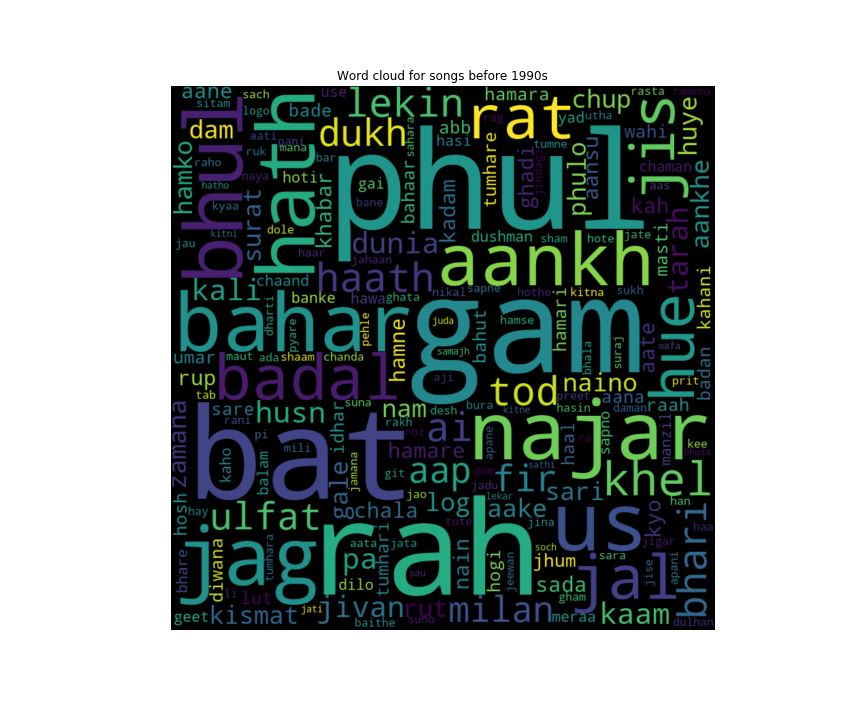 Word cloud for songs before 1990s
aane sach use lekin rat hamara chup rasta tamanna
sitam logo bade rag yad utha
dam dukh abb hasi tumhare tumne wahi huye
bhul hath phul jis
aati pani sahara
hamko ruk mana bar ghadi jindagi phulo aansu chaman
raho hoti gai bahaar kadam aas aankhe
hatho naya bane
kyaa surat khabar kah tarah
kitni dole dunia dushman sham hote jate masti
jau haar jahaan aankh
chaand haath sukh
kali banke hawa ghata nikal sapne hotho kitna kahani
bahar dharti pyare pehle hamne juda gam hamse hamari hue
bahut suraj
umar maut ada shaam chanda samajh bhala aate wafa badan
rup badal aji tod naino prit
tab preet aana
zamana sare husn suna nam desh bura hasin daman raah
rani idhar rakh kitne
bat pi mili hamare roz ai apane najar ra sapno manzil kee
kaho balam gale jamana git aap gum sathi haal bhula
jadu fir khel
hosh hay jao log lekar sari han
ulfat chala aake jina us kyo haa
tute
jag rah aata jata soch sara jigar
bhare diwana tumhara tumhari pa nain hogi jhum jise apani bhari
dilo sau jeewan sada jal
li lut gham
geet kismat jati jivan rut milan meraa kaam
baithe suno dulhan